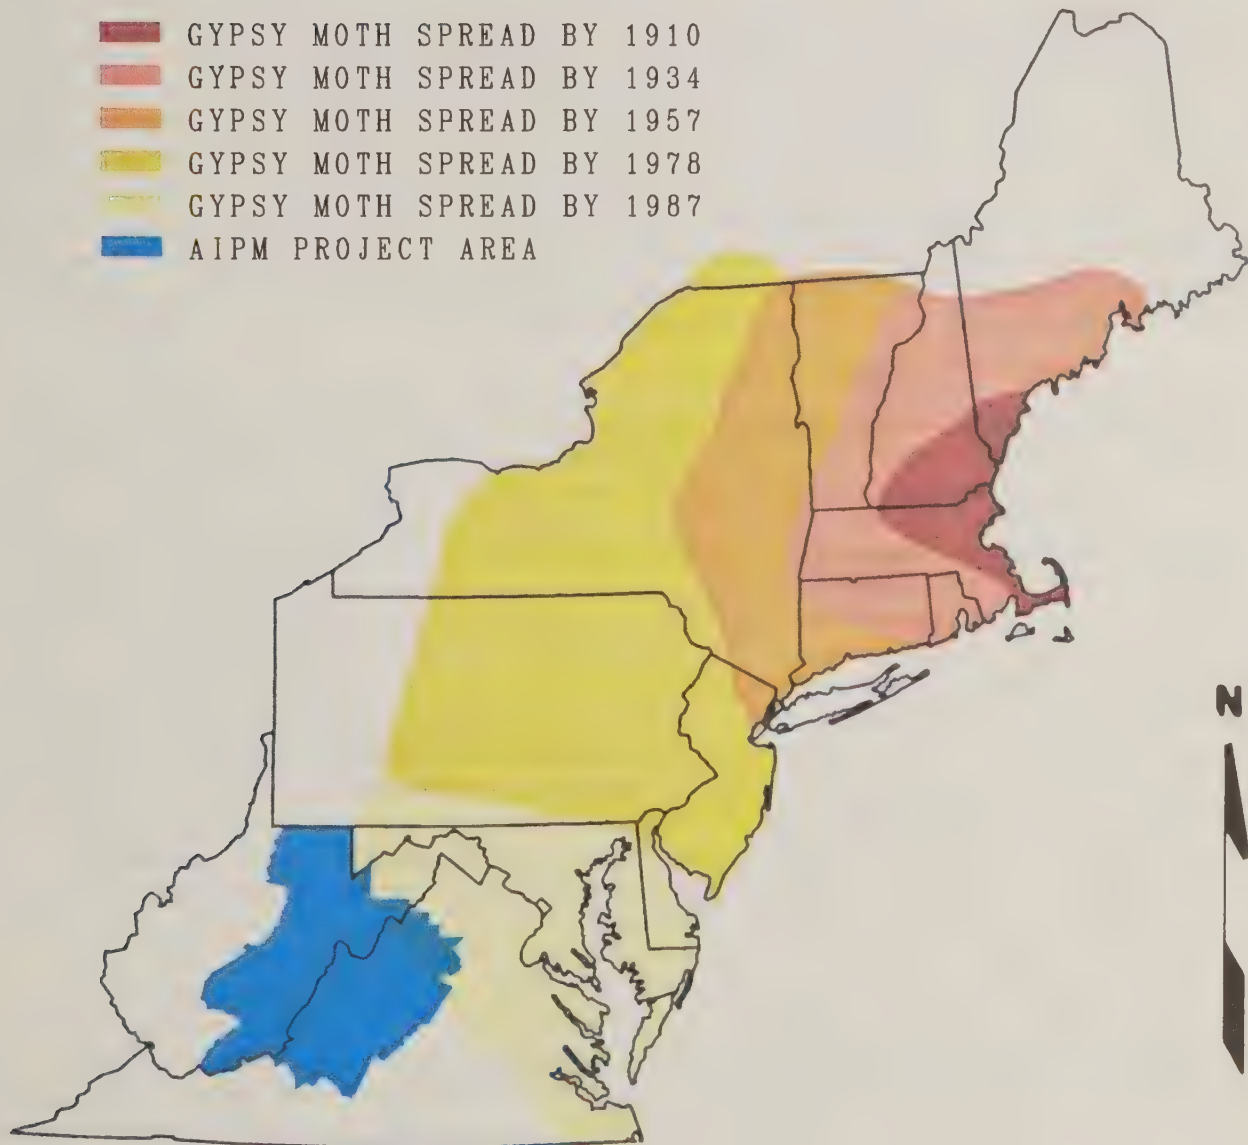 GYPSY MOTH SPREAD BY 1910
GYPSY MOTH SPREAD BY 1934
GYPSY MOTH SPREAD BY 1957
GYPSY MOTH SPREAD BY 1978
GYPSY MOTH SPREAD BY 1987
AIPM PROJECT AREA
N